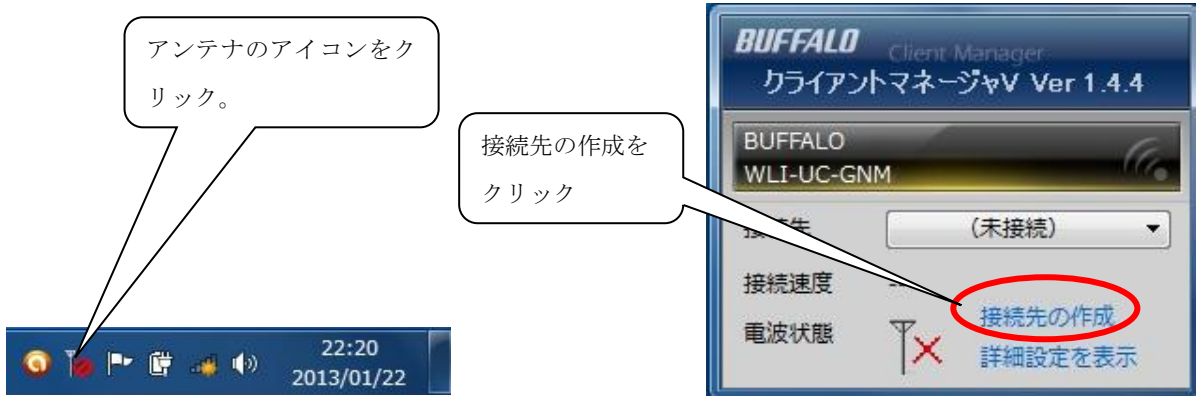 アンテナのアイコンをク
リック。
22:20
2013/01/22
接続先の作成を
クリック
BUFFALO Client Manager
クライアントマネージャV Ver 1.4.4
BUFFALO
WLI-UC-GNM
接続先 (未接続)
接続速度 --
接続先の作成
電波状態
詳細設定を表示